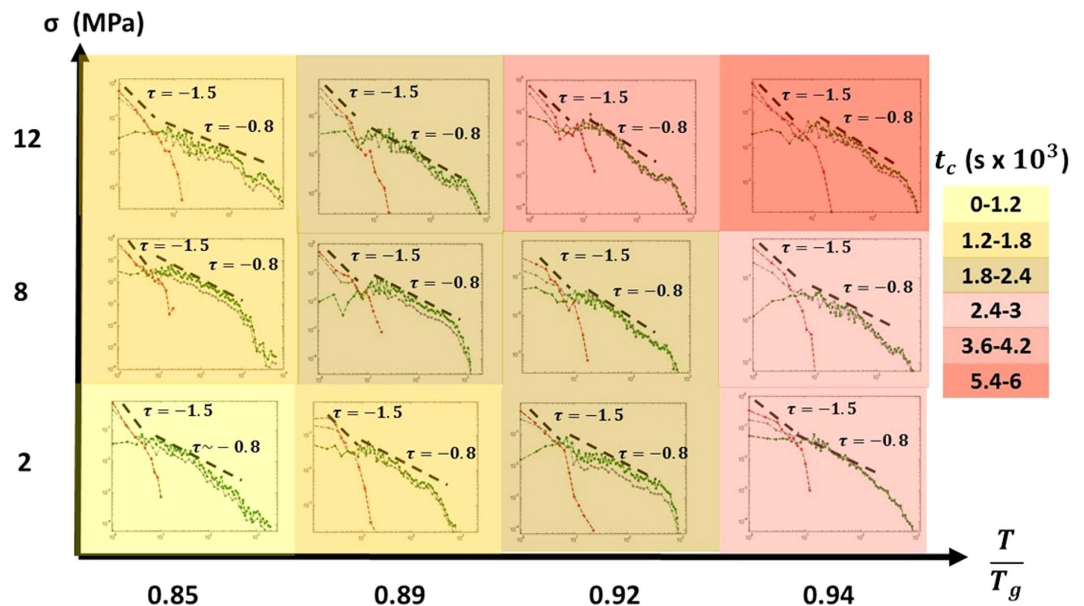 σ (MPa)
12
τ = −1.5
τ = −0.8
τ = −1.5
τ = −0.8
τ = −1.5
τ = −0.8
τ = −1.5
τ = −0.8
8
τ = −1.5
τ = −0.8
τ = −1.5
τ = −0.8
τ = −1.5
τ = −0.8
τ = −1.5
τ = −0.8
2
τ = −1.5
τ~ − 0.8
τ = −1.5
τ = −0.8
τ = −1.5
τ = −0.8
τ = −1.5
τ = −0.8
t_c (s x 10³)
0-1.2
1.2-1.8
1.8-2.4
2.4-3
3.6-4.2
5.4-6
0.85 0.89 0.92 0.94
T
T_g